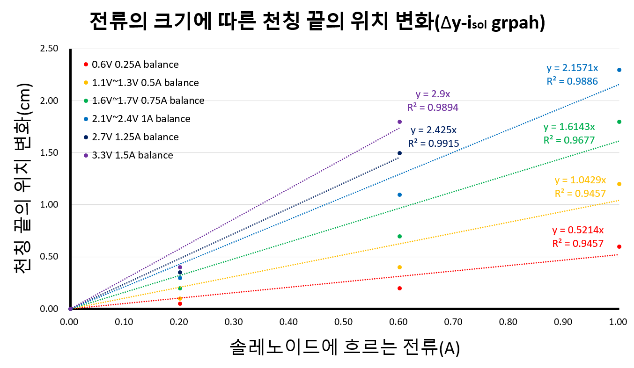 전류의 크기에 따른 천칭 끝의 위치 변화(Δy-isol grpah)
2.50
2.00
1.50
1.00
0.50
0.00
천칭 끝의 위치 변화(cm)
0.6V 0.25A balance
1.1V~1.3V 0.5A balance
1.6V~1.7V 0.75A balance
2.1V~2.4V 1A balance
2.7V 1.25A balance
3.3V 1.5A balance
y = 2.9x
R² = 0.9894
y = 2.425x
R² = 0.9915
y = 2.1571x
R² = 0.9886
y = 1.6143x
R² = 0.9677
y = 1.0429x
R² = 0.9457
y = 0.5214x
R² = 0.9457
0.00 0.10 0.20 0.30 0.40 0.50 0.60 0.70 0.80 0.90 1.00
솔레노이드에 흐르는 전류(A)